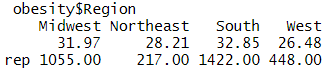 obesity$Region
Midwest Northeast South West
31.97 28.21 32.85 26.48
rep 1055.00 217.00 1422.00 448.00